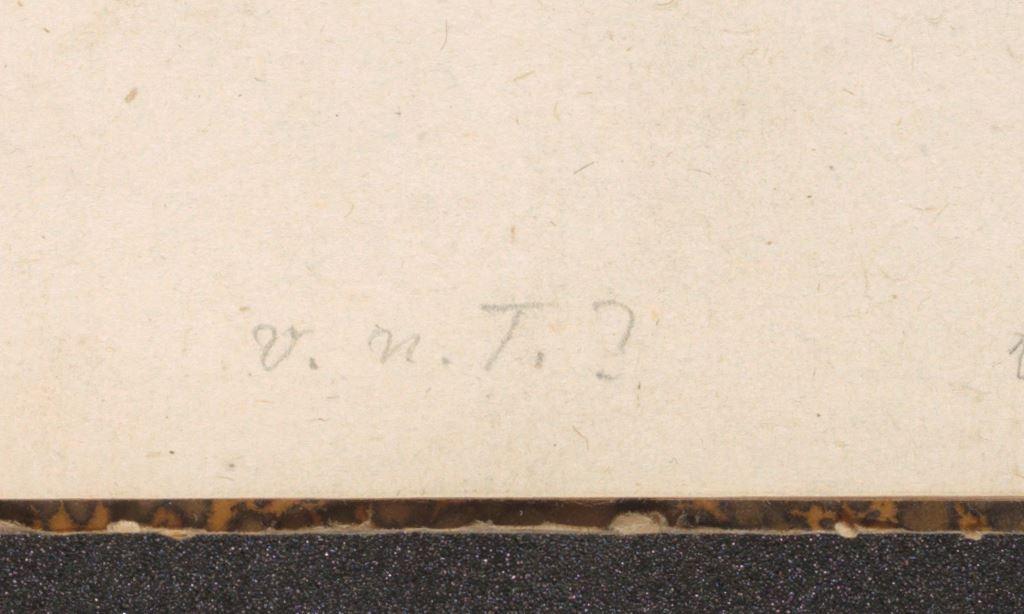 v. n. T. ?